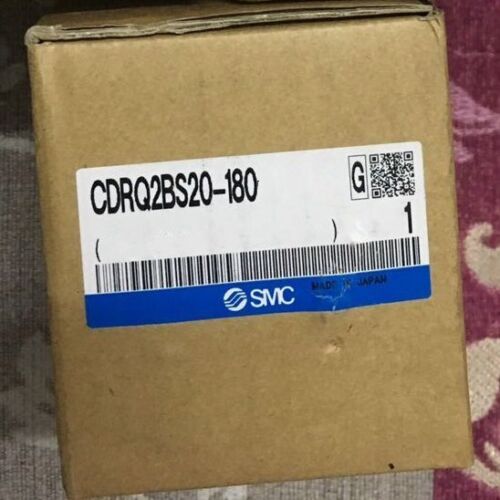 CDRQ2BS20-180
G
( ) 1
SMC MADE IN JAPAN